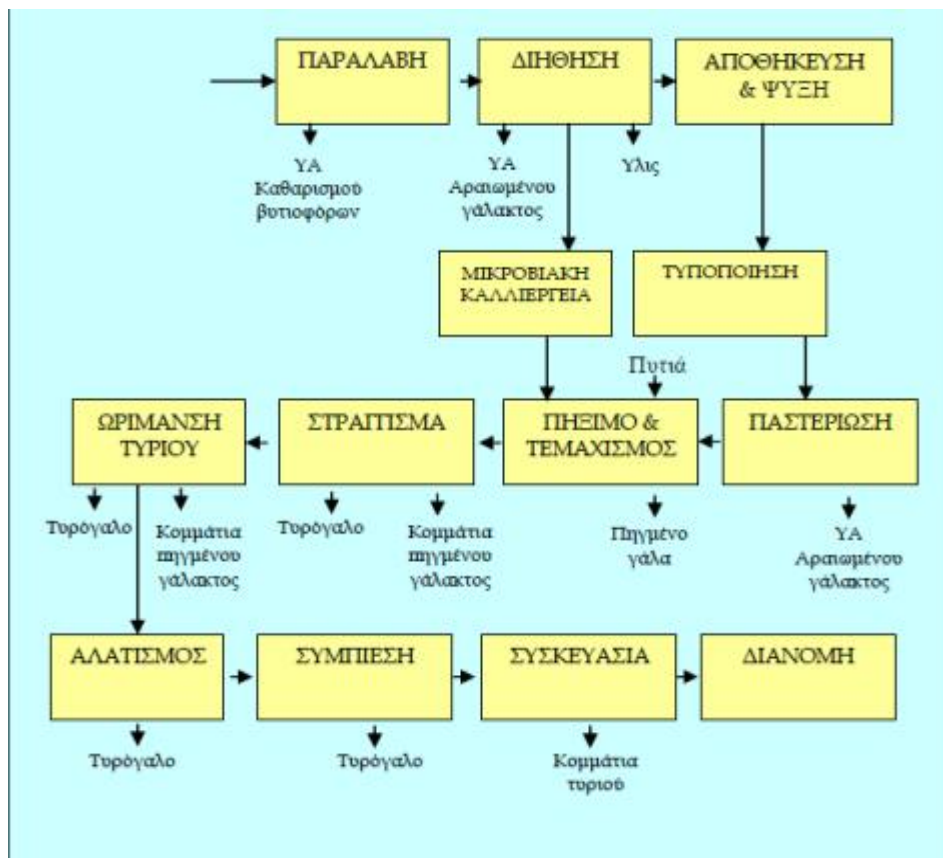 ΠΑΡΑΛΑΒΗ
ΔΙΗΘΗΣΗ
ΑΠΟΘΗΚΕΥΣΗ
& ΨΥΞΗ
ΥΑ
Καθαρισμού
βυτιοφόρων
ΥΑ
Αραιωμένου
γάλακτος
Υλις
ΜΙΚΡΟΒΙΑΚΗ
ΚΑΛΛΙΕΡΓΕΙΑ
ΤΥΠΟΠΟΙΗΣΗ
Πυτιά
ΩΡΙΜΑΝΣΗ
ΤΥΡΙΟΥ
ΣΤΡΑΓΓΙΣΜΑ
ΠΗΞΙΜΟ &
ΤΕΜΑΧΙΣΜΟΣ
ΠΑΣΤΕΡΙΩΣΗ
Τυρόγαλο
Κομμάτια
πηγμένου
γάλακτος
Τυρόγαλο
Κομμάτια
πηγμένου
γάλακτος
Πηγμένο
γάλα
ΥΑ
Αραιωμένου
γάλακτος
ΑΛΑΤΙΣΜΟΣ
ΣΥΜΠΙΕΣΗ
ΣΥΣΚΕΥΑΣΙΑ
ΔΙΑΝΟΜΗ
Τυρόγαλο
Τυρόγαλο
Κομμάτια
τυριού